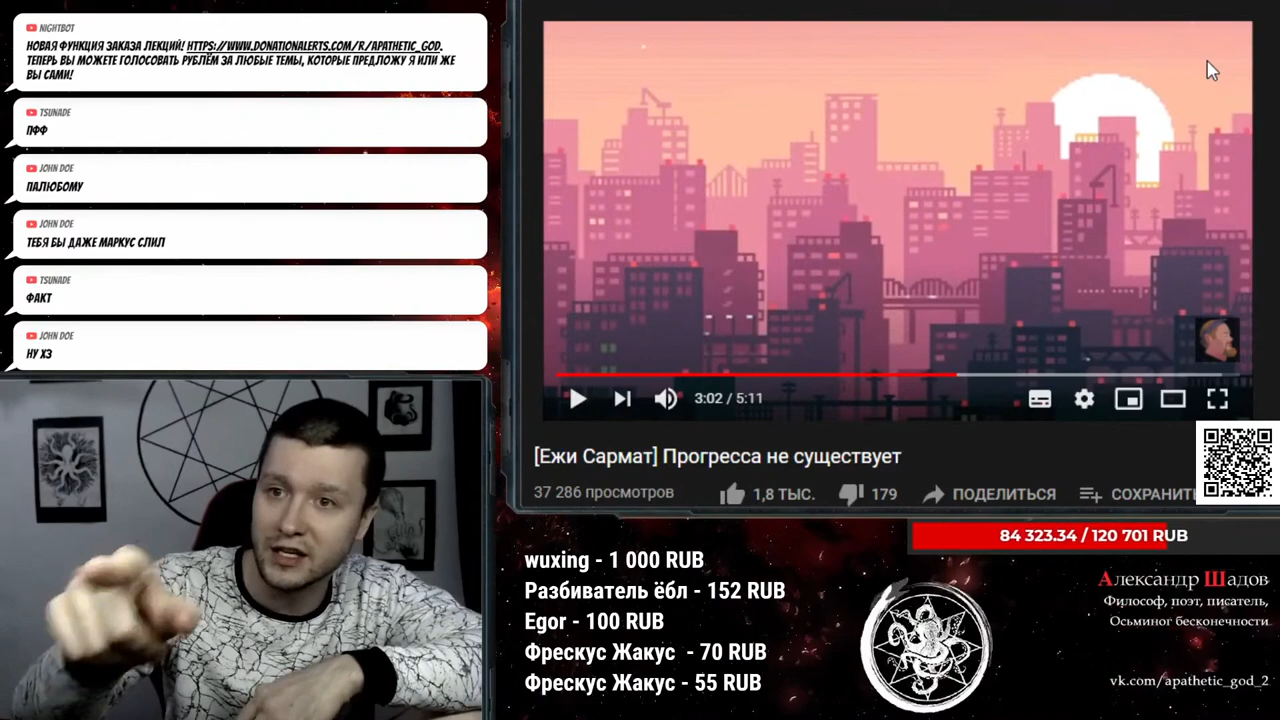 NIGHTBOT
НОВАЯ ФУНКЦИЯ ЗАКАЗА ЛЕКЦИЙ! HTTPS://WWW.DONATIONALERTS.COM/R/APATHETIC_GOD.
ТЕПЕРЬ ВЫ МОЖЕТЕ ГОЛОСОВАТЬ РУБЛЁМ ЗА ЛЮБЫЕ ТЕМЫ, КОТОРЫЕ ПРЕДЛОЖУ Я ИЛИ ЖЕ
ВЫ САМИ!
TSUNADE
ПФФ
JOHN DOE
ПАЛЮБОМУ
JOHN DOE
ТЕБЯ БЫ ДАЖЕ МАРКУС СЛИЛ
TSUNADE
ФАКТ
JOHN DOE
НУ ХЗ
3:02 / 5:11
[Ежи Сармат] Прогресса не существует
37 286 просмотров
1,8 ТЫС.
179
ПОДЕЛИТЬСЯ
СОХРАНИТЬ
84 323.34 / 120 701 RUB
wuxing - 1 000 RUB
Разбиватель ёбл - 152 RUB
Egor - 100 RUB
Фрескус Жакус - 70 RUB
Фрескус Жакус - 55 RUB
Александр Шадов
Философ, поэт, писатель,
Осьминог бесконечности
vk.com/apathetic_god_2